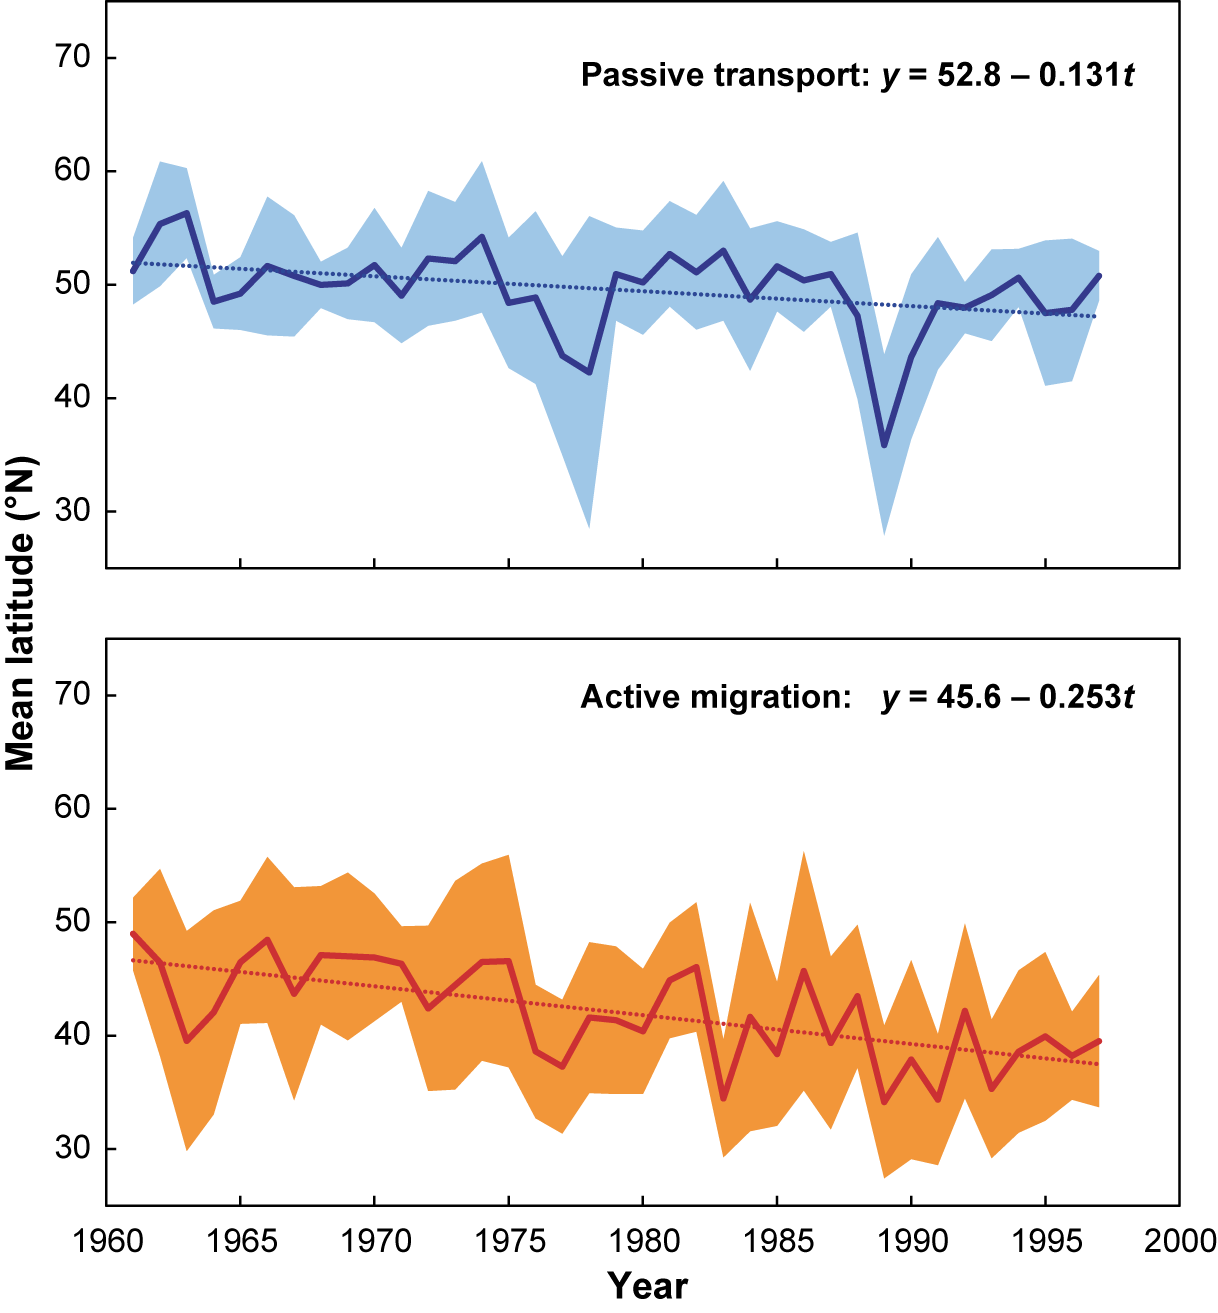 70
Passive transport: y = 52.8 – 0.131t
60
50
40
30
Mean latitude (°N)
70
Active migration: y = 45.6 – 0.253t
60
50
40
30
1960 1965 1970 1975 1980 1985 1990 1995 2000
Year